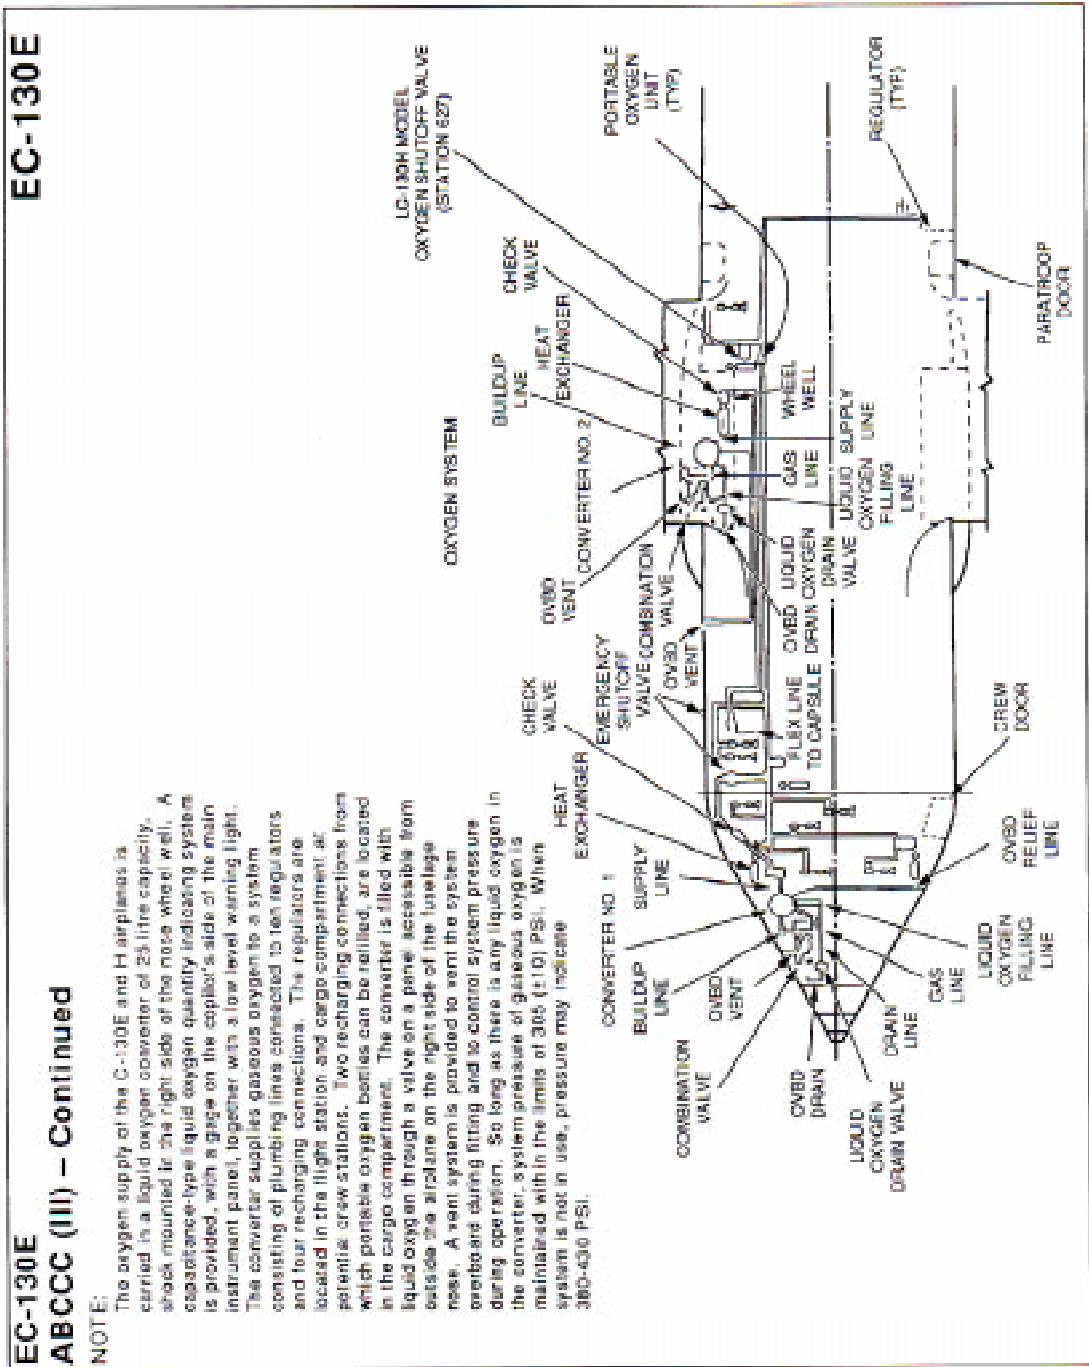 EC-130E
ABCCC (III) – Continued
EC-130E
NOTE:
The oxygen supply of the C-130E and H airplanes is
carried in a liquid oxygen converter of 25 litre capacity,
shock mounted in the right side of the nose wheel well. A
capacitance-type liquid oxygen quantity indicating system
is provided, with a gage on the copilot's side of the main
instrument panel, together with a low level warning light.
The converter supplies gaseous oxygen to a system
consisting of plumbing lines connected to ten regulators
and four recharging connections. The regulators are
located in the flight station and cargo compartment at
potential crew stations. Two recharging connections from
which portable oxygen bottles can be refilled, are located
in the cargo compartment. The converter is filled with
liquid oxygen through a valve on a panel accessible from
outside the airplane on the right side of the fuselage
nose. A vent system is provided to vent the system
overboard during fitting and to control system pressure
during operation. So long as there is any liquid oxygen in
the converter, system pressure of gaseous oxygen is
maintained within the limits of 305 (±10) PSI. When
system is not in use, pressure may indicate
380-430 PSI.
OXYGEN SYSTEM
LC-130H MODEL
OXYGEN SHUTOFF VALVE
(STATION 627)
PORTABLE
OXYGEN
UNIT
(TYP)
REGULATOR
(TYP)
CHECK
VALVE
HEAT
EXCHANGER
BUILDUP
LINE
CONVERTER NO. 2
OVBD
VENT
COMBINATION
VALVE
OVBD
VENT
EMERGENCY
SHUTOFF
VALVE
CHECK
VALVE
HEAT
EXCHANGER
SUPPLY
LINE
CONVERTER NO. 1
BUILDUP
LINE
OVBD
VENT
COMBINATION
VALVE
OVBD
DRAIN
LIQUID
OXYGEN
DRAIN VALVE
DRAIN
LINE
GAS
LINE
LIQUID
OXYGEN
FILLING
LINE
OVBD
RELIEF
LINE
CREW
DOOR
FLEX LINE
TO CAPSULE
OVBD
DRAIN
LIQUID
OXYGEN
DRAIN
VALVE
LIQUID
OXYGEN
FILLING
LINE
GAS
LINE
SUPPLY
LINE
WHEEL
WELL
PARATROOP
DOOR